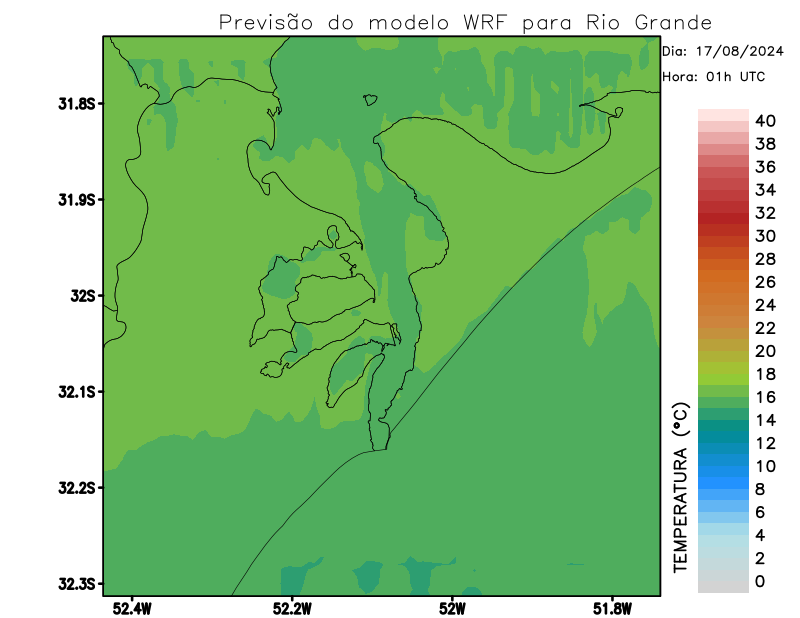 Previsão do modelo WRF para Rio Grande
Dia: 17/08/2024
Hora: 01h UTC
31.8S
31.9S
32S
32.1S
32.2S
32.3S
52.4W
52.2W
52W
51.8W
TEMPERATURA (°C)
40
38
36
34
32
30
28
26
24
22
20
18
16
14
12
10
8
6
4
2
0